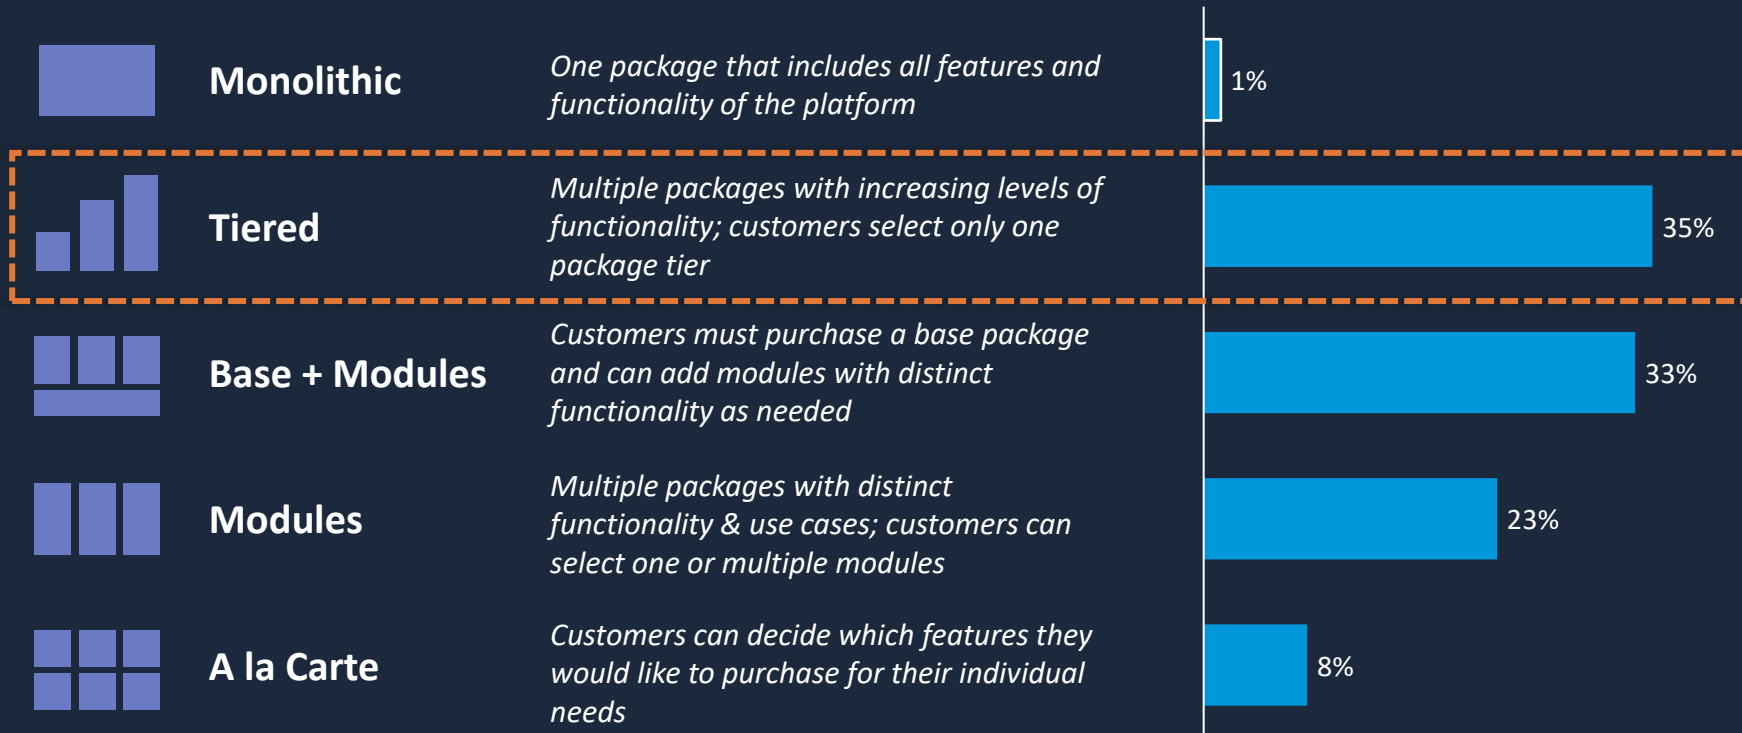 Monolithic
One package that includes all features and
functionality of the platform
1%
Tiered
Multiple packages with increasing levels of
functionality; customers select only one
package tier
35%
Base + Modules
Customers must purchase a base package
and can add modules with distinct
functionality as needed
33%
Modules
Multiple packages with distinct
functionality & use cases; customers can
select one or multiple modules
23%
A la Carte
Customers can decide which features they
would like to purchase for their individual
needs
8%